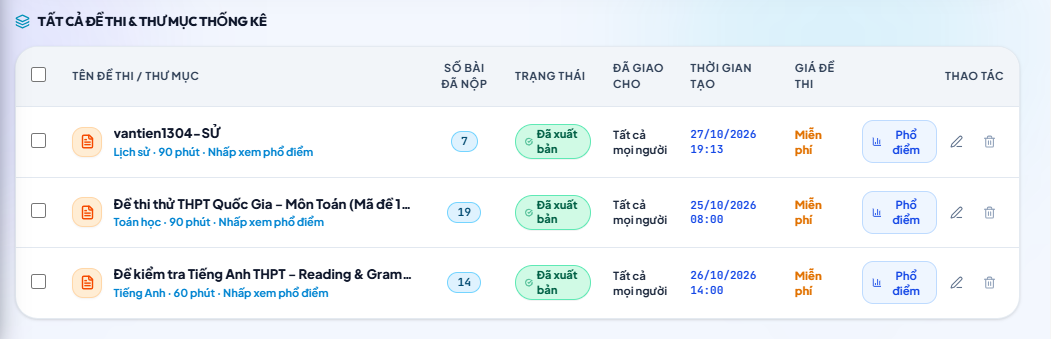 TẤT CẢ ĐỀ THI & THƯ MỤC THỐNG KÊ
TÊN ĐỀ THI / THƯ MỤC
SỐ BÀI
ĐÃ NỘP
TRẠNG THÁI
ĐÃ GIAO
CHO
THỜI GIAN
TẠO
GIÁ ĐỀ
THI
THAO TÁC
vantien1304-SỬ
Lịch sử · 90 phút · Nhấp xem phổ điểm
7
Đã xuất
bản
Tất cả
mọi người
27/10/2026
19:13
Miễn
phí
Phổ
điểm
Đề thi thử THPT Quốc Gia - Môn Toán (Mã đề 1...
Toán học · 90 phút · Nhấp xem phổ điểm
19
Đã xuất
bản
Tất cả
mọi người
25/10/2026
08:00
Miễn
phí
Phổ
điểm
Đề kiểm tra Tiếng Anh THPT - Reading & Gram...
Tiếng Anh · 60 phút · Nhấp xem phổ điểm
14
Đã xuất
bản
Tất cả
mọi người
26/10/2026
14:00
Miễn
phí
Phổ
điểm